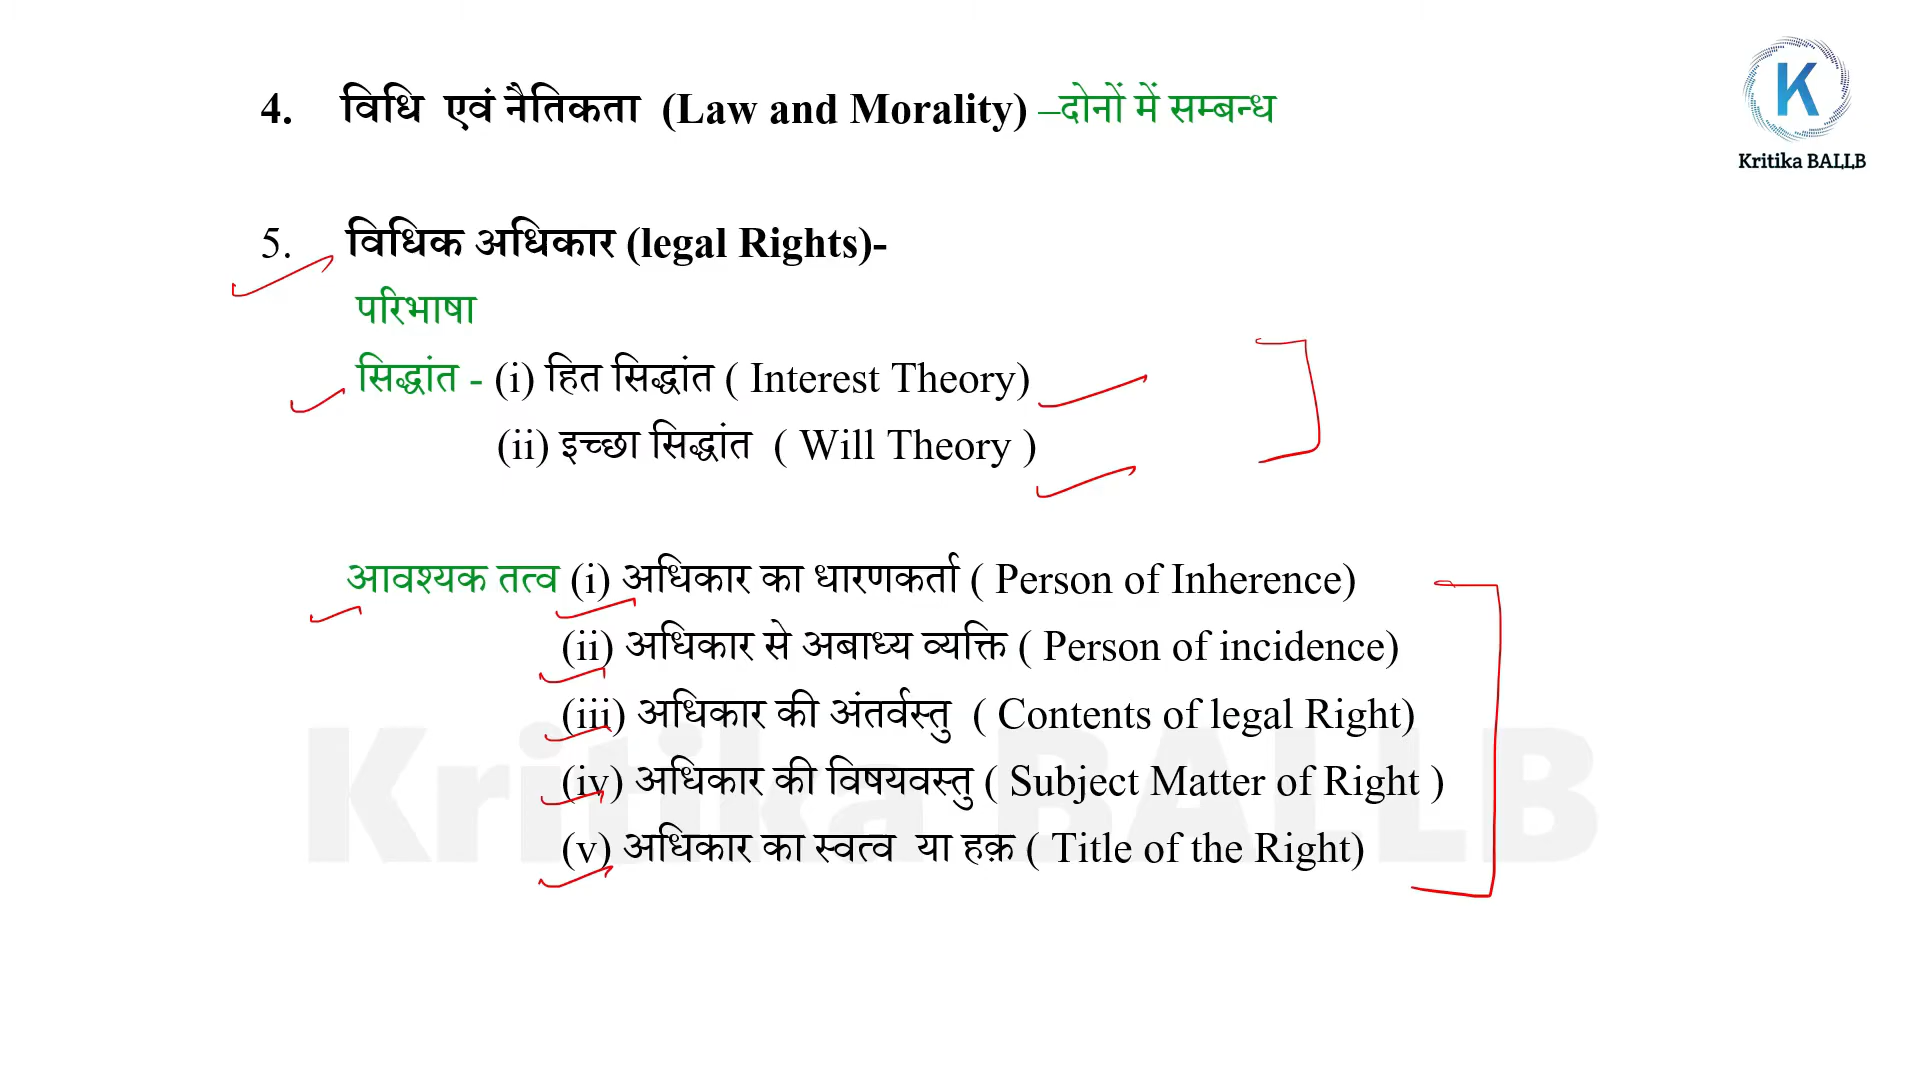 4. विधि एवं नैतिकता (Law and Morality) –दोनों में सम्बन्ध
K
Kritika BALLB
5. विधिक अधिकार (legal Rights)-
परिभाषा
सिद्धांत - (i) हित सिद्धांत ( Interest Theory)
(ii) इच्छा सिद्धांत ( Will Theory )
आवश्यक तत्व (i) अधिकार का धारणकर्ता ( Person of Inherence)
(ii) अधिकार से अबाध्य व्यक्ति ( Person of incidence)
(iii) अधिकार की अंतर्वस्तु ( Contents of legal Right)
(iv) अधिकार की विषयवस्तु ( Subject Matter of Right )
(v) अधिकार का स्वत्व या हक़ ( Title of the Right)
Kritika BALLB